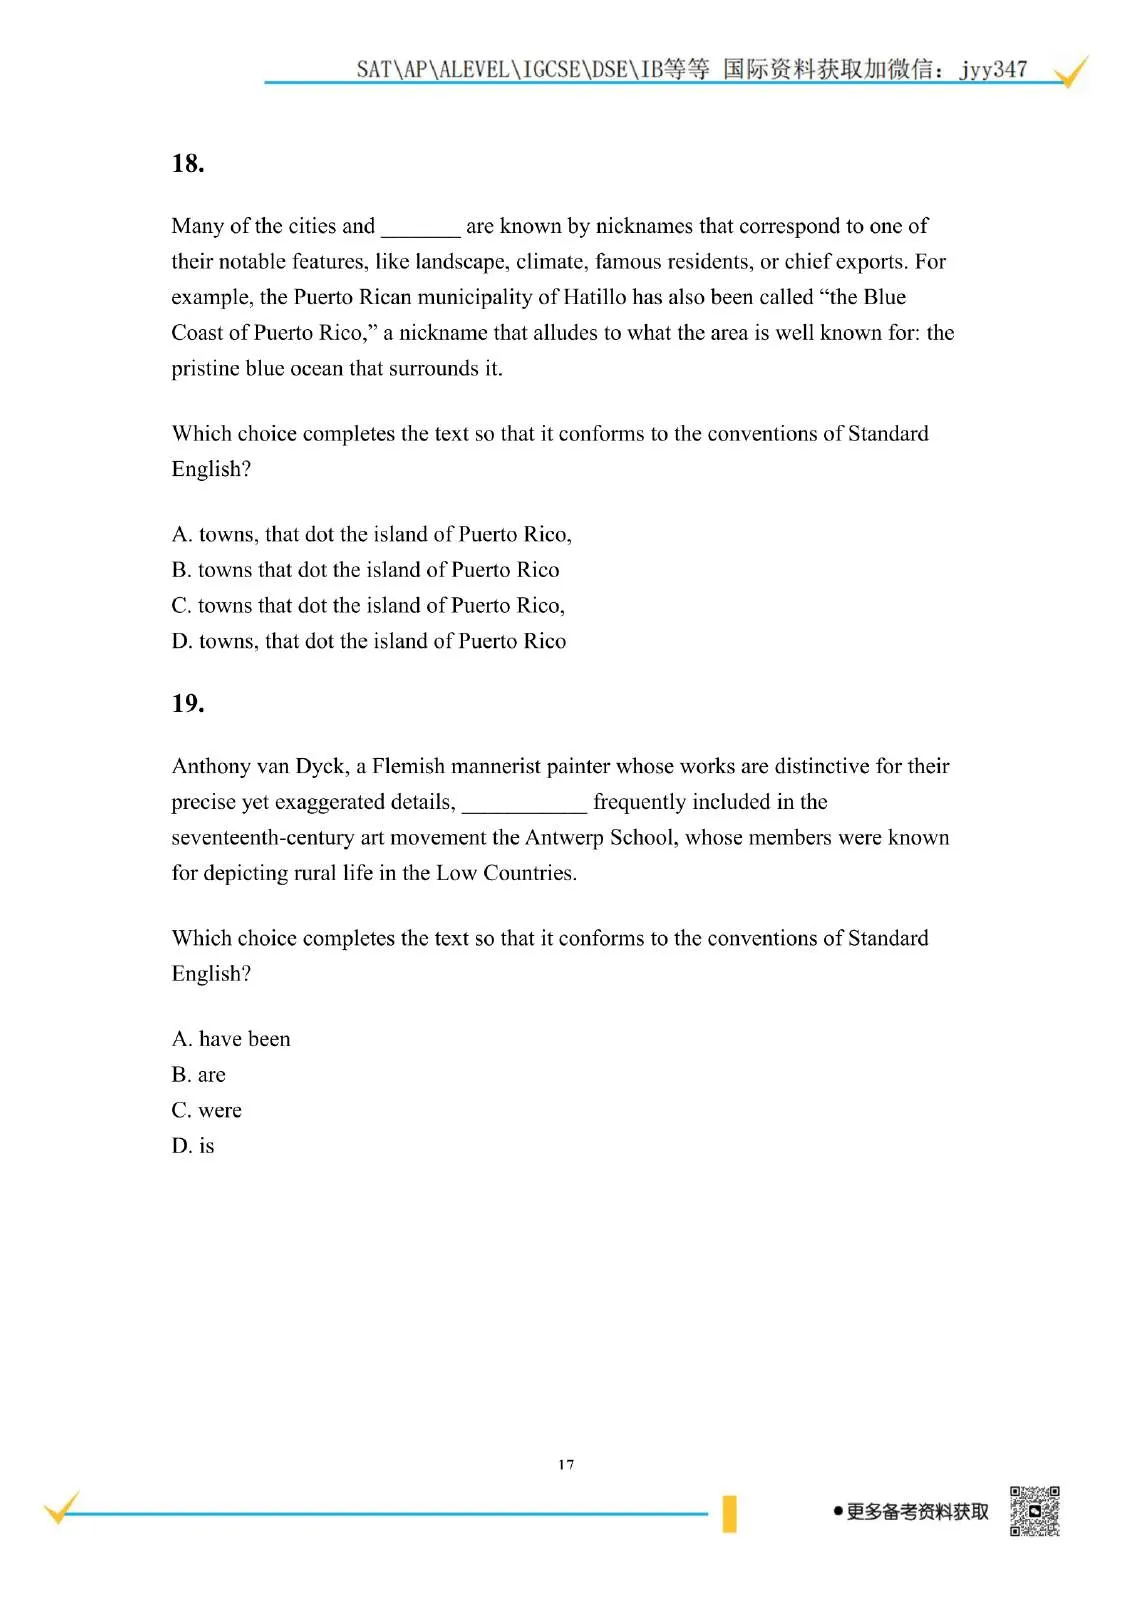 SAT\AP\ALEVEL\IGCSE\DSE\IB等等 国际资料获取加微信：jyy347
18.
Many of the cities and _______ are known by nicknames that correspond to one of
their notable features, like landscape, climate, famous residents, or chief exports. For
example, the Puerto Rican municipality of Hatillo has also been called “the Blue
Coast of Puerto Rico,” a nickname that alludes to what the area is well known for: the
pristine blue ocean that surrounds it.
Which choice completes the text so that it conforms to the conventions of Standard
English?
A. towns, that dot the island of Puerto Rico,
B. towns that dot the island of Puerto Rico
C. towns that dot the island of Puerto Rico,
D. towns, that dot the island of Puerto Rico
19.
Anthony van Dyck, a Flemish mannerist painter whose works are distinctive for their
precise yet exaggerated details, ___________ frequently included in the
seventeenth-century art movement the Antwerp School, whose members were known
for depicting rural life in the Low Countries.
Which choice completes the text so that it conforms to the conventions of Standard
English?
A. have been
B. are
C. were
D. is
17
●更多备考资料获取